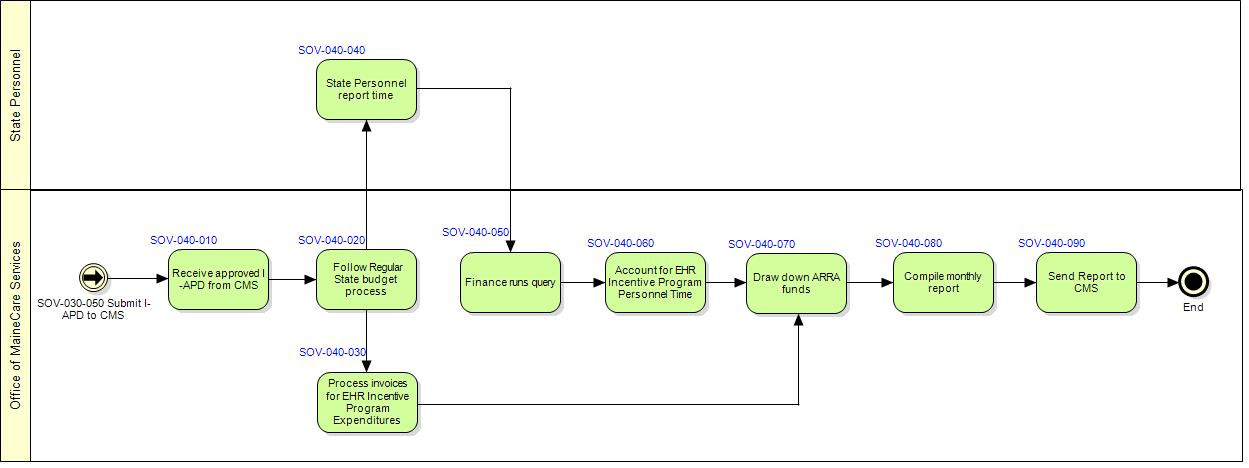 State Personnel
SOV-040-040
State Personnel
report time
Office of MaineCare Services
SOV-030-050 Submit I-
APD to CMS
SOV-040-010
Receive approved I
-APD from CMS
SOV-040-020
Follow Regular
State budget
process
SOV-040-030
Process invoices
for EHR Incentive
Program
Expenditures
SOV-040-050
Finance runs query
SOV-040-060
Account for EHR
Incentive Program
Personnel Time
SOV-040-070
Draw down ARRA
funds
SOV-040-080
Compile monthly
report
SOV-040-090
Send Report to
CMS
End